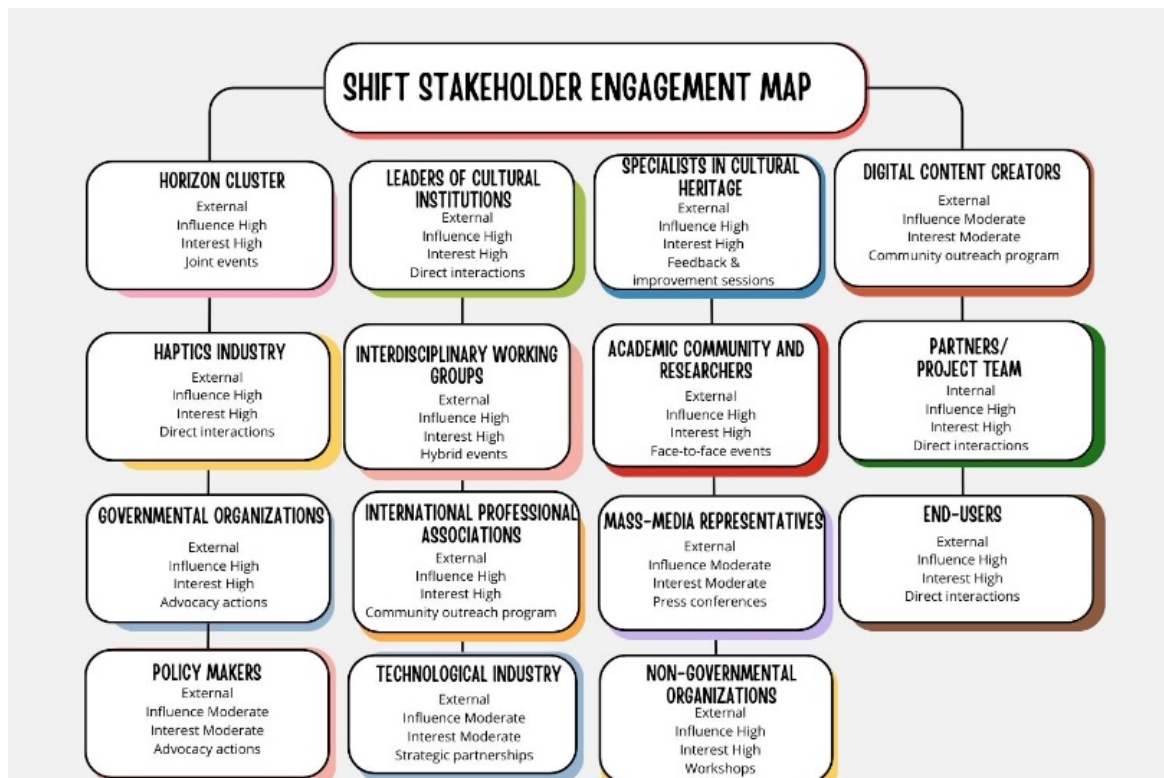 SHIFT STAKEHOLDER ENGAGEMENT MAP
HORIZON CLUSTER
External
Influence High
Interest High
Joint events
LEADERS OF CULTURAL
INSTITUTIONS
External
Influence High
Interest High
Direct interactions
SPECIALISTS IN CULTURAL
HERITAGE
External
Influence High
Interest High
Feedback &
improvement sessions
DIGITAL CONTENT CREATORS
External
Influence Moderate
Interest Moderate
Community outreach program
HAPTICS INDUSTRY
External
Influence High
Interest High
Direct interactions
INTERDISCIPLINARY WORKING
GROUPS
External
Influence High
Interest High
Hybrid events
ACADEMIC COMMUNITY AND
RESEARCHERS
External
Influence High
Interest High
Face-to-face events
PARTNERS/
PROJECT TEAM
Internal
Influence High
Interest High
Direct interactions
GOVERNMENTAL ORGANIZATIONS
External
Influence High
Interest High
Advocacy actions
INTERNATIONAL PROFESSIONAL
ASSOCIATIONS
External
Influence High
Interest High
Community outreach program
MASS-MEDIA REPRESENTATIVES
External
Influence Moderate
Interest Moderate
Press conferences
END-USERS
External
Influence High
Interest High
Direct interactions
POLICY MAKERS
External
Influence Moderate
Interest Moderate
Advocacy actions
TECHNOLOGICAL INDUSTRY
External
Influence Moderate
Interest Moderate
Strategic partnerships
NON-GOVERNMENTAL
ORGANIZATIONS
External
Influence High
Interest High
Workshops